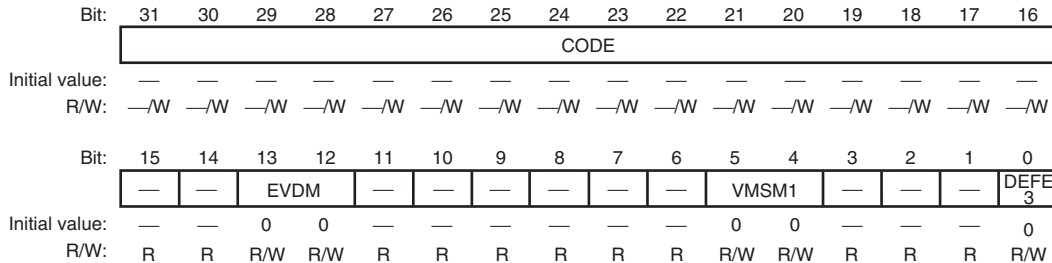 Bit: 31 30 29 28 27 26 25 24 23 22 21 20 19 18 17 16
CODE
Initial value: — — — — — — — — — — — — — — — —
R/W: —/W —/W —/W —/W —/W —/W —/W —/W —/W —/W —/W —/W —/W —/W —/W —/W
Bit: 15 14 13 12 11 10 9 8 7 6 5 4 3 2 1 0
— — EVDM — — — — — — VMSM1 — — — DEFE
3
Initial value: — — 0 0 — — — — — — 0 0 — — — 0
R/W: R R R/W R/W R R R R R R R/W R/W R R R R/W